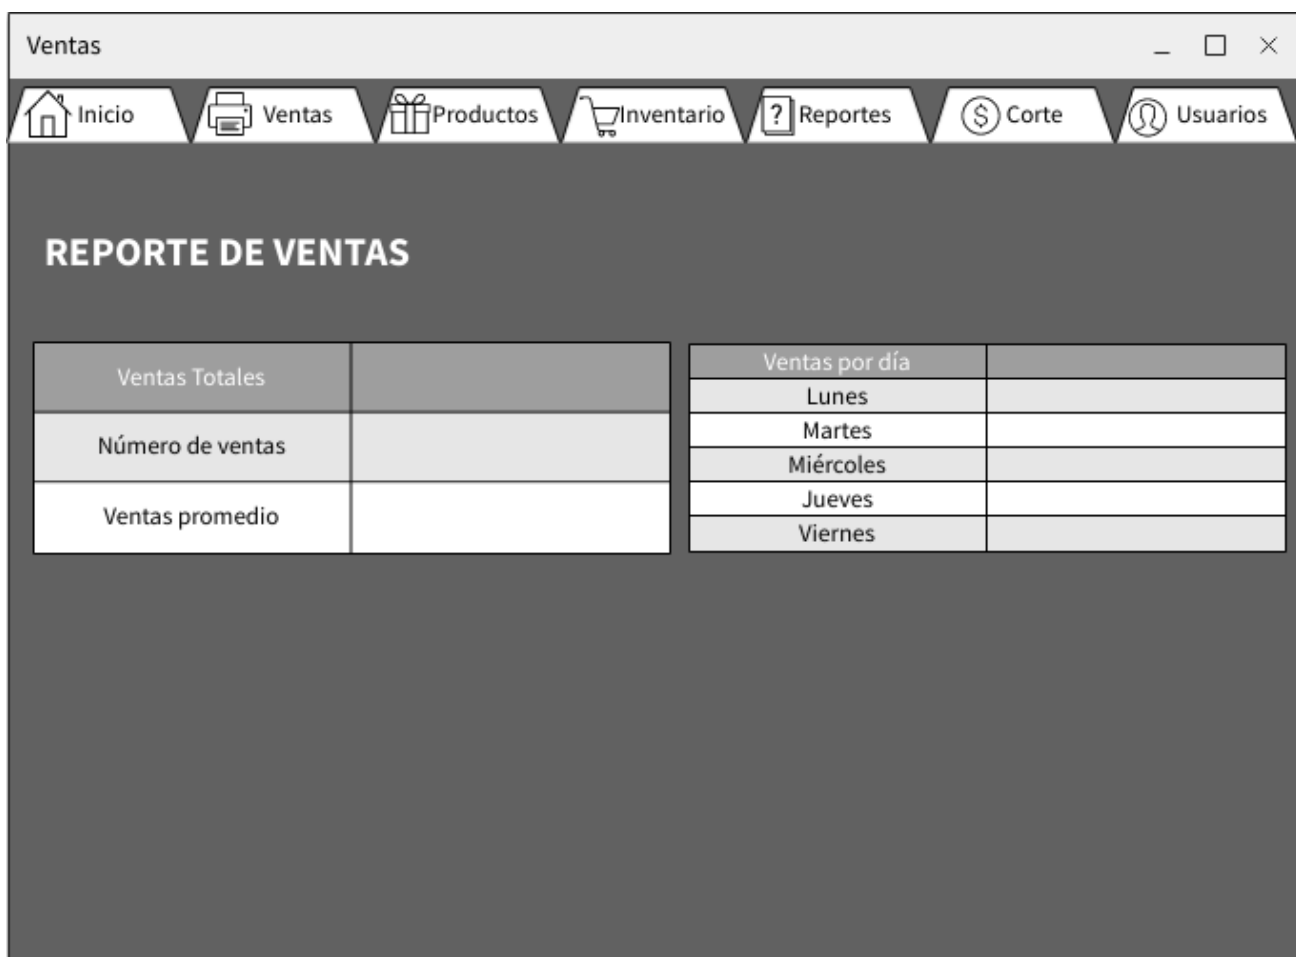 Ventas
Inicio
Ventas
Productos
Inventario
? Reportes
$ Corte
Usuarios
REPORTE DE VENTAS
Ventas Totales
Número de ventas
Ventas promedio
Ventas por día
Lunes
Martes
Miércoles
Jueves
Viernes